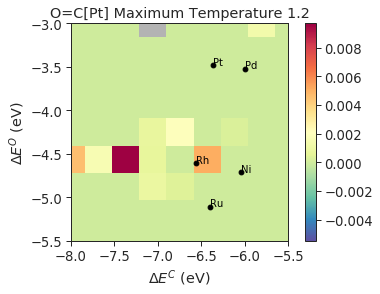 O=C[Pt] Maximum Temperature 1.2
−3.0
−3.5
−4.0
−4.5
−5.0
−5.5
ΔE^O (eV)
Pt
Pd
Rh
Ni
Ru
−8.0 −7.5 −7.0 −6.5 −6.0 −5.5
ΔE^C (eV)
0.008
0.006
0.004
0.002
0.000
−0.002
−0.004